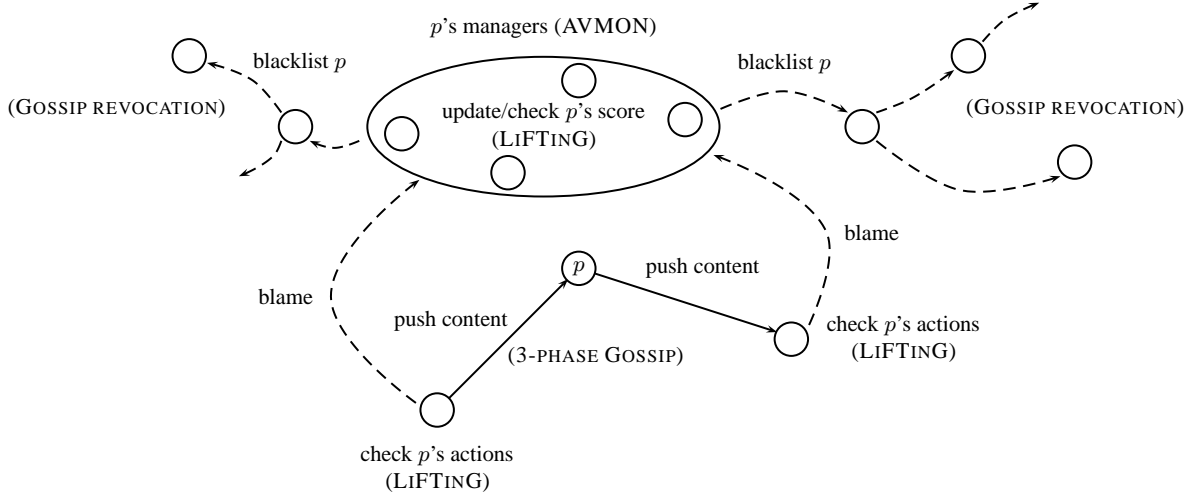 p's managers (AVMON)
blacklist p
blacklist p
(GOSSIP REVOCATION)
update/check p's score
(LIFTING)
(GOSSIP REVOCATION)
blame
p
push content
blame
push content
(3-PHASE GOSSIP)
check p's actions
(LIFTING)
check p's actions
(LIFTING)